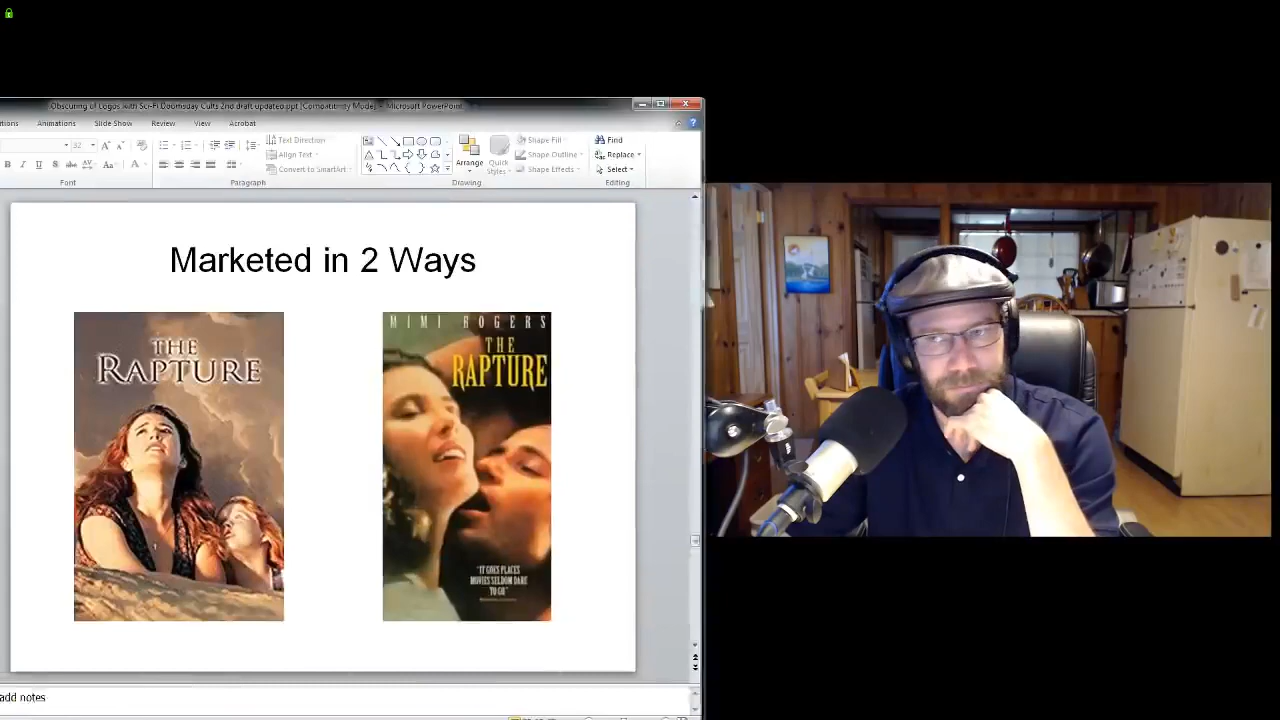 Obscuring of Logos with Sci-Fi Doomsday Cults 2nd draft updated.ppt [Compatibility Mode] - Microsoft PowerPoint
Animations Slide Show Review View Acrobat
32
Text Direction
Align Text
Convert to SmartArt
Arrange
Quick
Styles
Shape Fill
Shape Outline
Shape Effects
Find
Replace
Select
Font
Paragraph
Drawing
Editing
Marketed in 2 Ways
THE
RAPTURE
MIMI ROGERS
THE
RAPTURE
"IT GOES PLACES
MOVIES SELDOM DARE
TO GO"
add notes